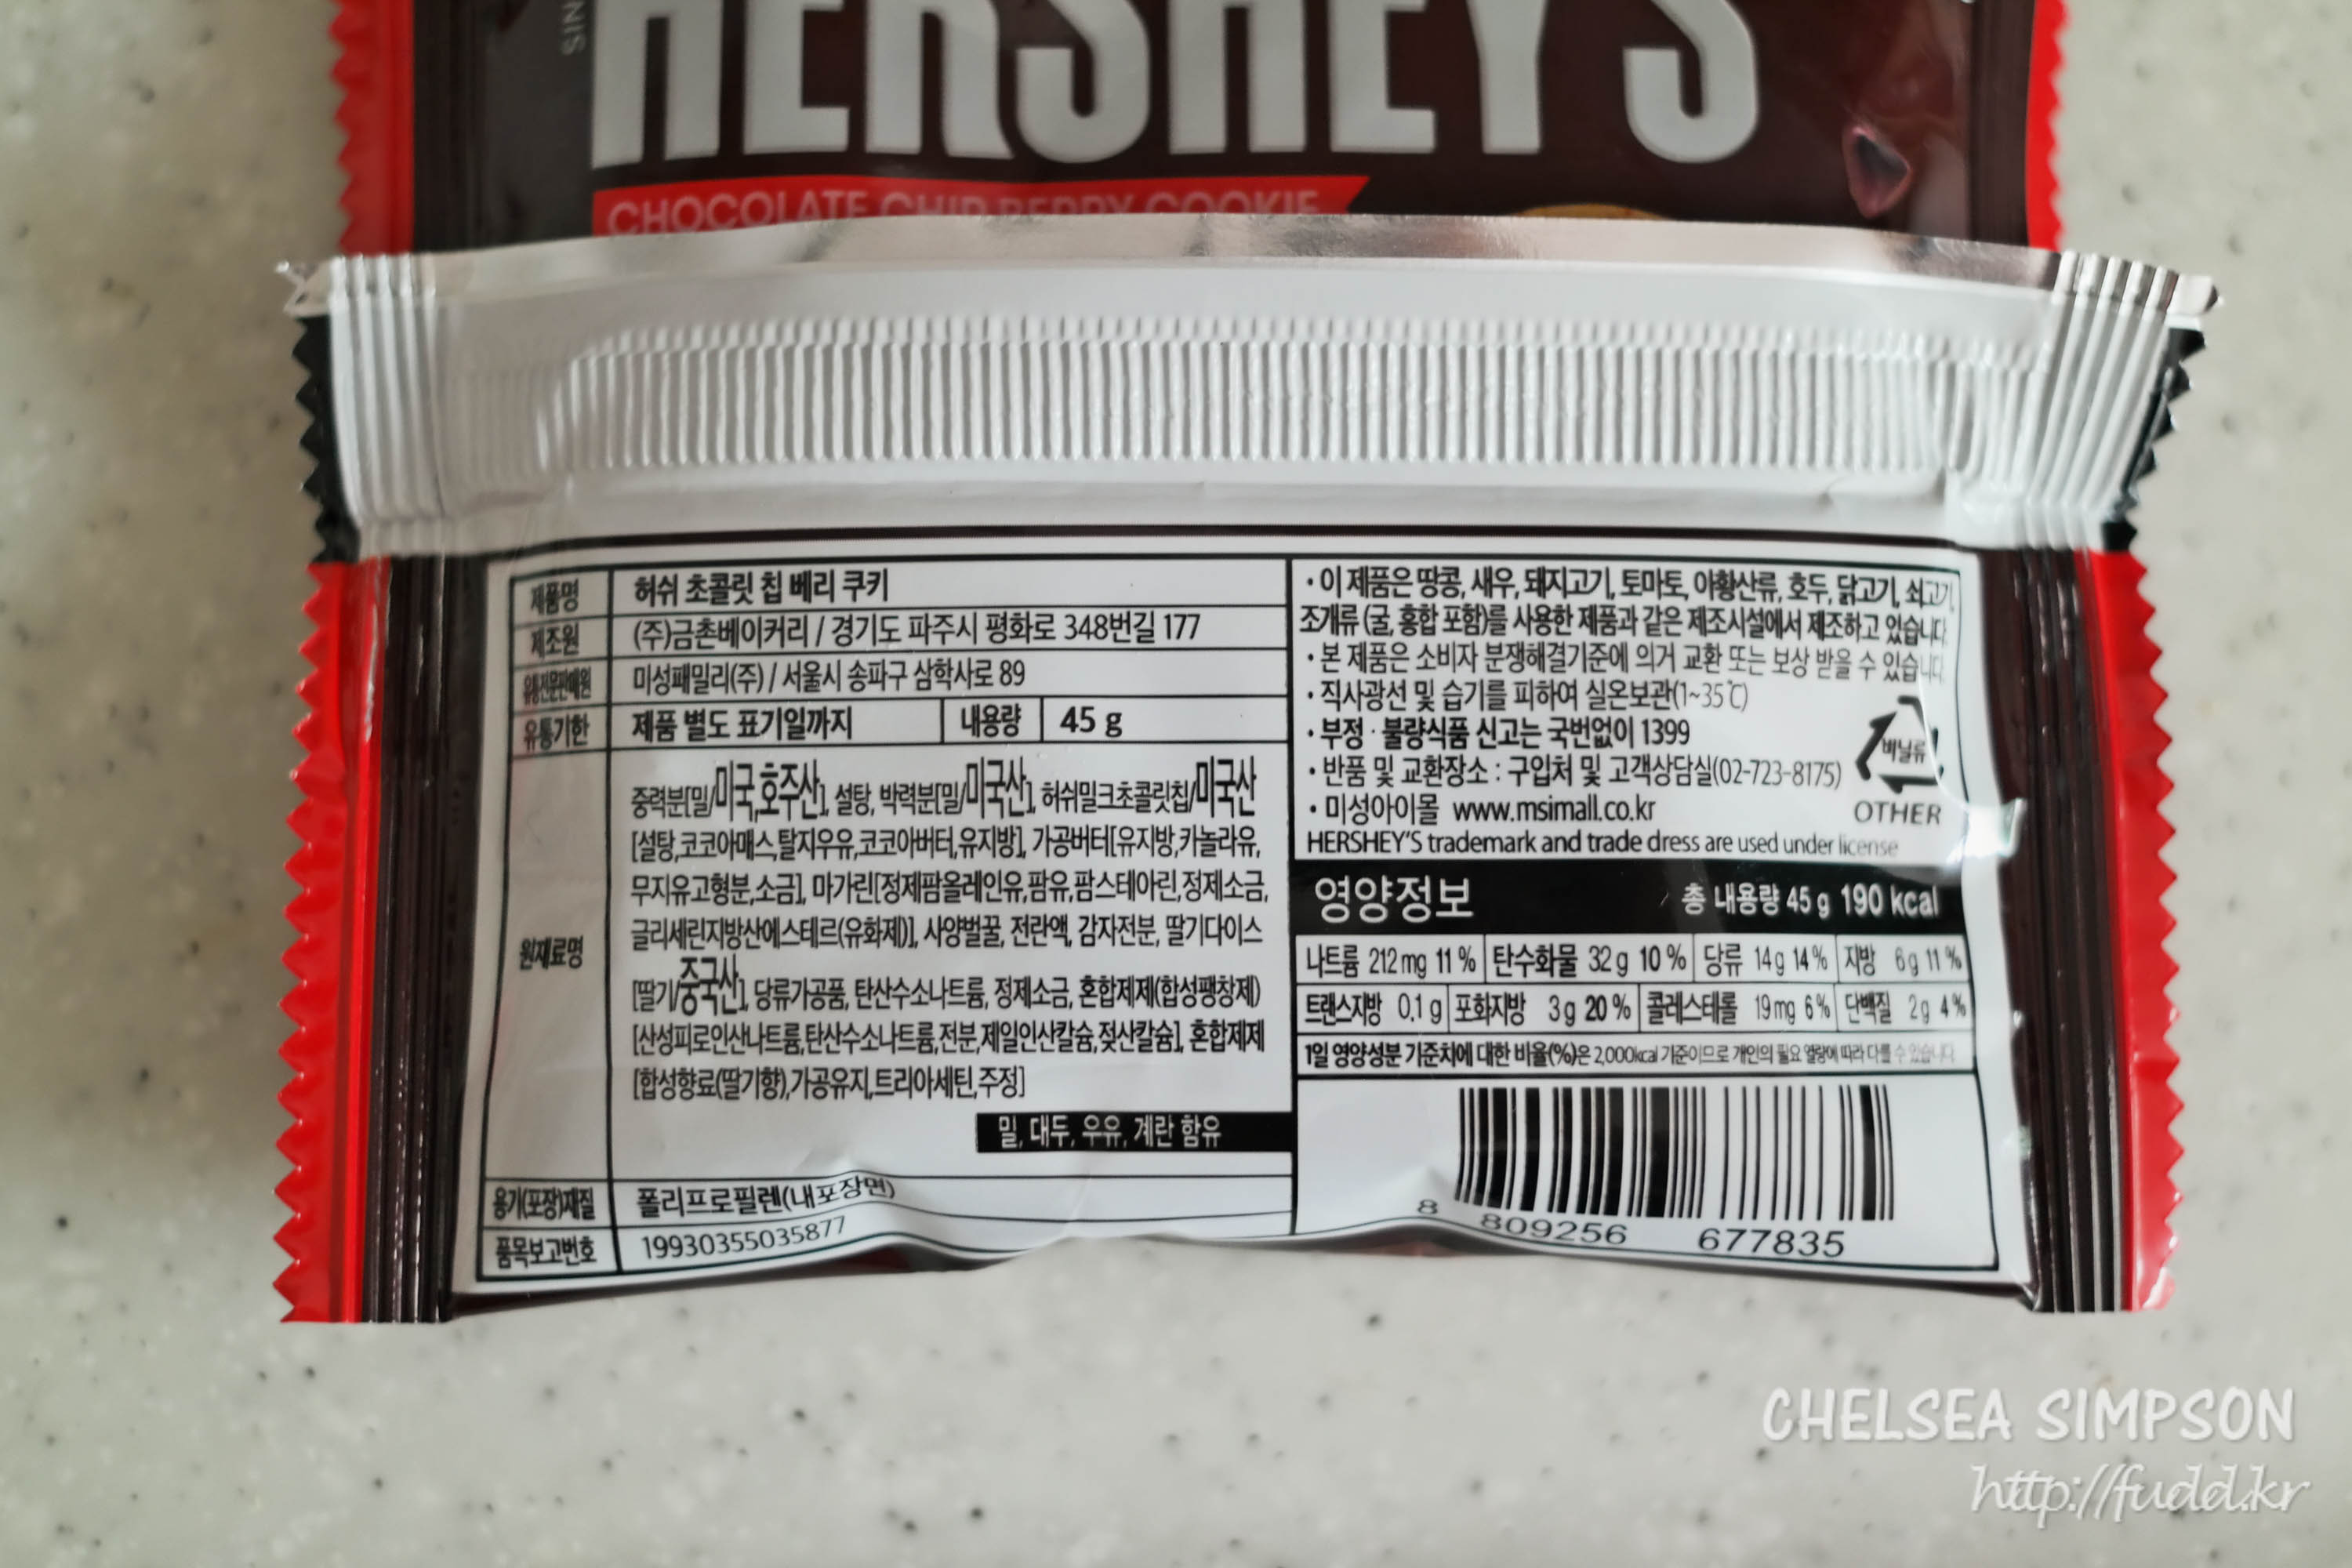 SIN
HERSHEY'S
CHOCOLATE CHIP BERRY COOKIE
제품명 허쉬 초콜릿 칩 베리 쿠키
제조원 (주)금촌베이커리 / 경기도 파주시 평화로 348번길 177
유통전문판매원 미성패밀리(주) / 서울시 송파구 삼학사로 89
유통기한 제품 별도 표기일까지 내용량 45 g
원재료명
중력분[밀/미국,호주산], 설탕, 박력분[밀/미국산], 허쉬밀크초콜릿칩/미국산
[설탕,코코아매스,탈지우유,코코아버터,유지방], 가공버터[유지방,카놀라유,
무지유고형분,소금], 마가린[정제팜올레인유,팜유,팜스테아린,정제소금,
글리세린지방산에스테르(유화제)], 사양벌꿀, 전란액, 감자전분, 딸기다이스
[딸기/중국산], 당류가공품, 탄산수소나트륨, 정제소금, 혼합제제(합성팽창제)
[산성피로인산나트륨,탄산수소나트륨,전분,제일인산칼슘,젖산칼슘], 혼합제제
[합성향료(딸기향),가공유지,트리아세틴,주정]
밀, 대두, 우유, 계란 함유
용기(포장)재질 폴리프로필렌(내포장면)
품목보고번호 19930355035877
• 이 제품은 땅콩, 새우, 돼지고기, 토마토, 아황산류, 호두, 닭고기, 쇠고기,
조개류 (굴, 홍합 포함)를 사용한 제품과 같은 제조시설에서 제조하고 있습니다.
• 본 제품은 소비자 분쟁해결기준에 의거 교환 또는 보상 받을 수 있습니다.
• 직사광선 및 습기를 피하여 실온보관(1~35℃)
• 부정 · 불량식품 신고는 국번없이 1399
• 반품 및 교환장소 : 구입처 및 고객상담실(02-723-8175)
• 미성아이몰 www.msimall.co.kr
비닐류
OTHER
HERSHEY'S trademark and trade dress are used under license
영양정보 총 내용량 45 g 190 kcal
나트륨 212 mg 11 % 탄수화물 32 g 10 % 당류 14 g 14 % 지방 6 g 11 %
트랜스지방 0.1 g 포화지방 3 g 20 % 콜레스테롤 19 mg 6 % 단백질 2 g 4 %
1일 영양성분 기준치에 대한 비율(%)은 2,000kcal 기준이므로 개인의 필요 열량에 따라 다를 수 있습니다.
8 809256 677835
CHELSEA SIMPSON
http://fudd.kr